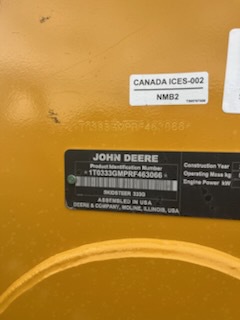 CANADA ICES-002
NMB2
1T0333GMPRF463066
JOHN DEERE
Product Identification Number
*1T0333GMPRF463066*
SKIDSTEER 333G
ASSEMBLED IN USA
DEERE & COMPANY, MOLINE, ILLINOIS, USA
Construction Year
Operating Mass kg
Engine Power kW